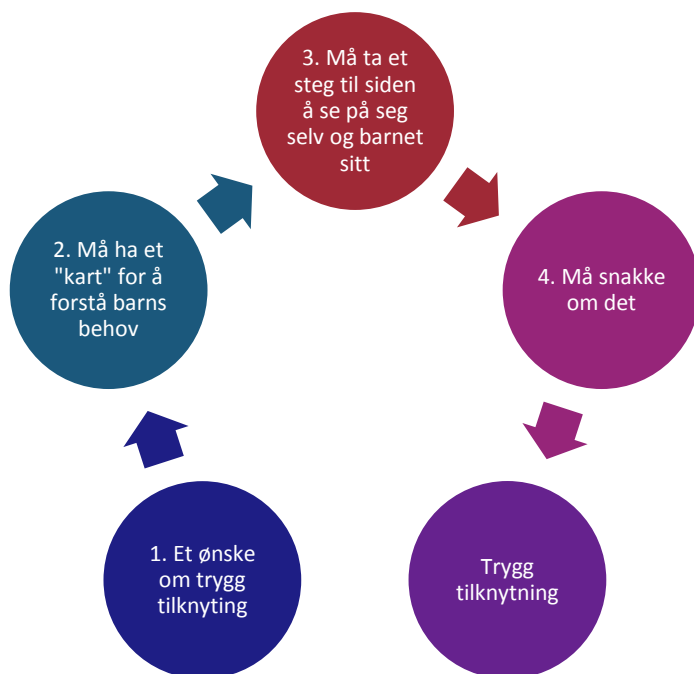 1. Et ønske
om trygg
tilknyting
2. Må ha et
"kart" for å
forstå barns
behov
3. Må ta et
steg til siden
å se på seg
selv og barnet
sitt
4. Må snakke
om det
Trygg
tilknytning